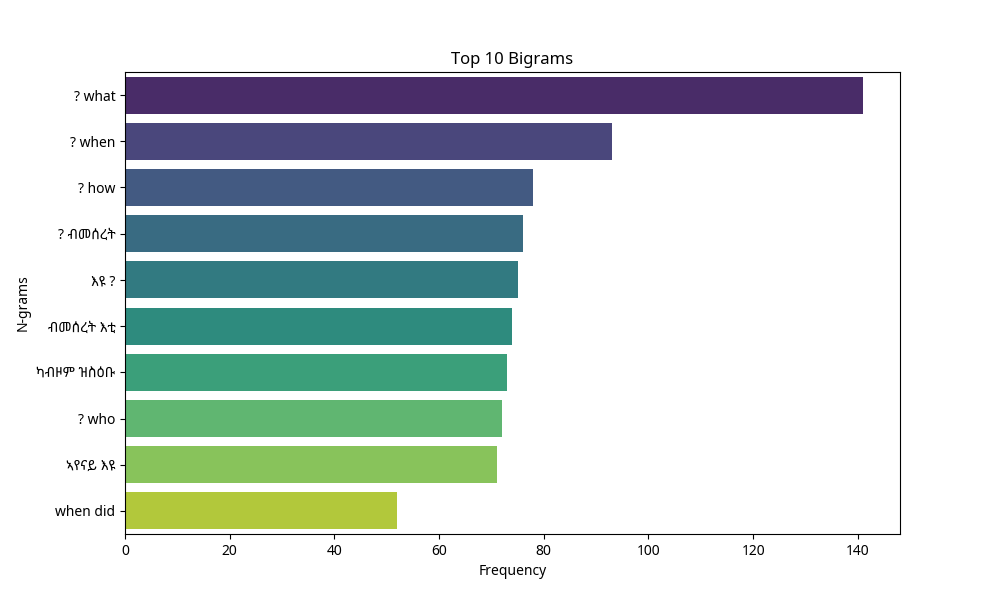 Top 10 Bigrams
? what
? when
? how
? ብመሰረት
እዩ ?
ብመሰረት እቲ
ካብዞም ዝስዕቡ
? who
ኣየናይ እዩ
when did
N-grams
0 20 40 60 80 100 120 140
Frequency